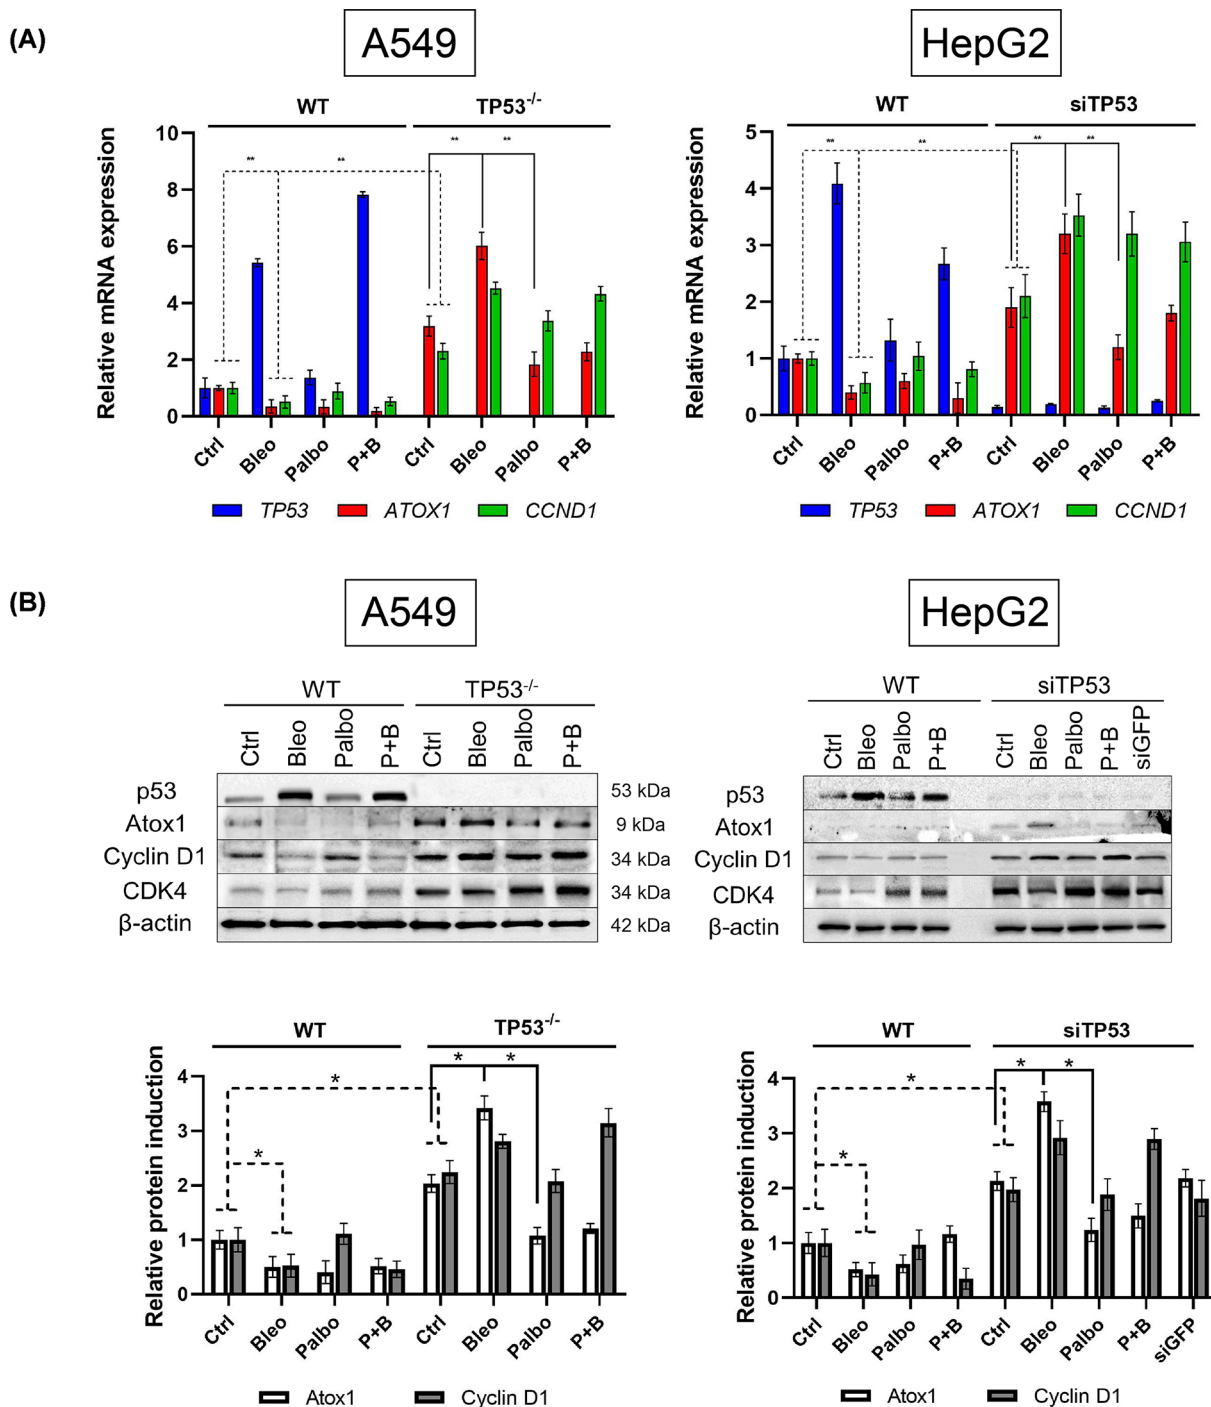 (A)
A549
HepG2
WT
TP53-/-
WT
siTP53
Relative mRNA expression
10
8
6
4
2
0
** ** ** **
Ctrl Bleo Palbo P+B Ctrl Bleo Palbo P+B
TP53 ATOX1 CCND1
Relative mRNA expression
5
4
3
2
1
0
** ** ** **
Ctrl Bleo Palbo P+B Ctrl Bleo Palbo P+B
TP53 ATOX1 CCND1
(B)
A549
HepG2
WT TP53-/-
Ctrl Bleo Palbo P+B Ctrl Bleo Palbo P+B
p53 53 kDa
Atox1 9 kDa
Cyclin D1 34 kDa
CDK4 34 kDa
β-actin 42 kDa
WT siTP53
Ctrl Bleo Palbo P+B Ctrl Bleo Palbo P+B siGFP
p53
Atox1
Cyclin D1
CDK4
β-actin
WT TP53-/-
Relative protein induction
4
3
2
1
0
* * * *
Ctrl Bleo Palbo P+B Ctrl Bleo Palbo P+B
Atox1 Cyclin D1
WT siTP53
Relative protein induction
4
3
2
1
0
* * * *
Ctrl Bleo Palbo P+B Ctrl Bleo Palbo P+B siGFP
Atox1 Cyclin D1